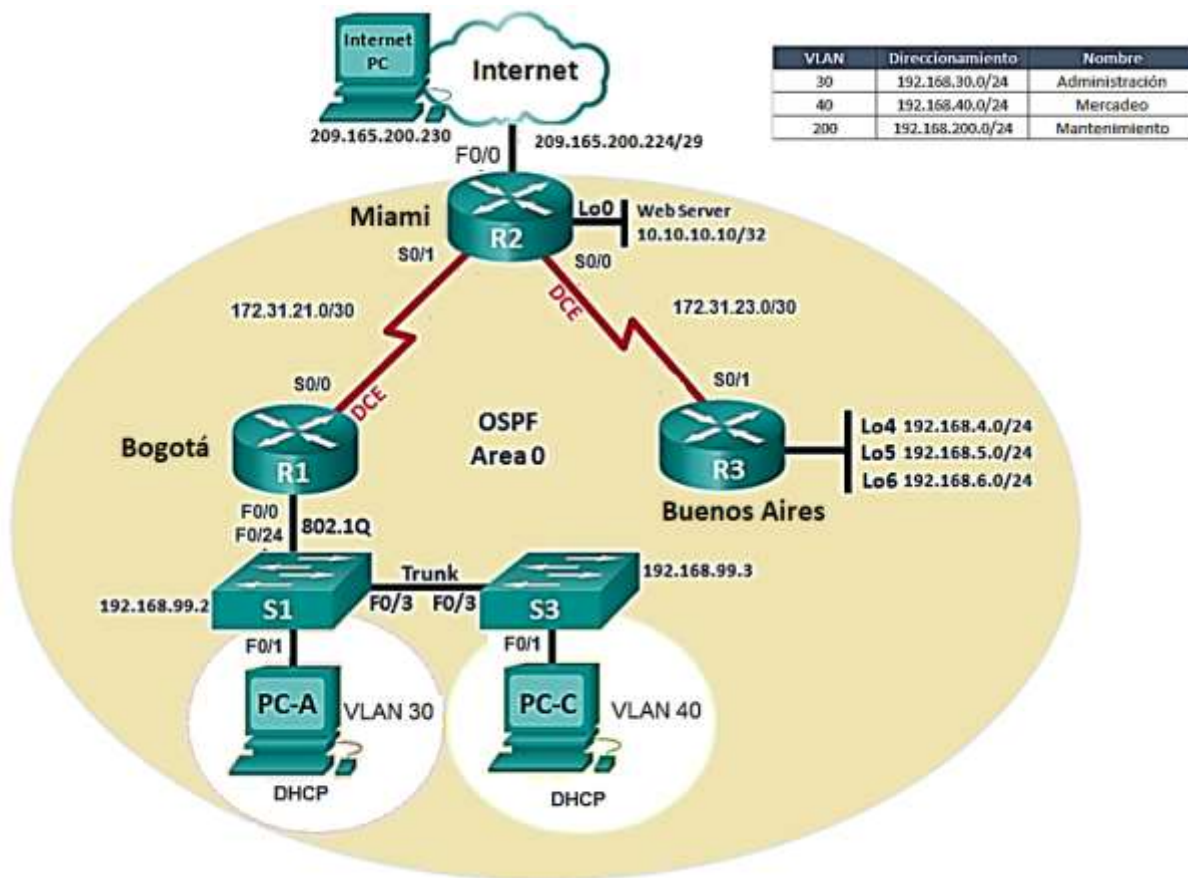 Internet
PC
Internet
209.165.200.230
209.165.200.224/29
F0/0
VLAN Direccionamiento Nombre
30 192.168.30.0/24 Administración
40 192.168.40.0/24 Mercadeo
200 192.168.200.0/24 Mantenimiento
Miami
R2
Lo0
Web Server
10.10.10.10/32
S0/1
S0/0
DCE
172.31.21.0/30
172.31.23.0/30
S0/0
DCE
S0/1
Bogotá
R1
OSPF
Area 0
R3
Buenos Aires
Lo4 192.168.4.0/24
Lo5 192.168.5.0/24
Lo6 192.168.6.0/24
F0/0
F0/24
802.1Q
192.168.99.2
S1
Trunk
F0/3 F0/3
S3
192.168.99.3
F0/1
F0/1
PC-A
VLAN 30
DHCP
PC-C
VLAN 40
DHCP